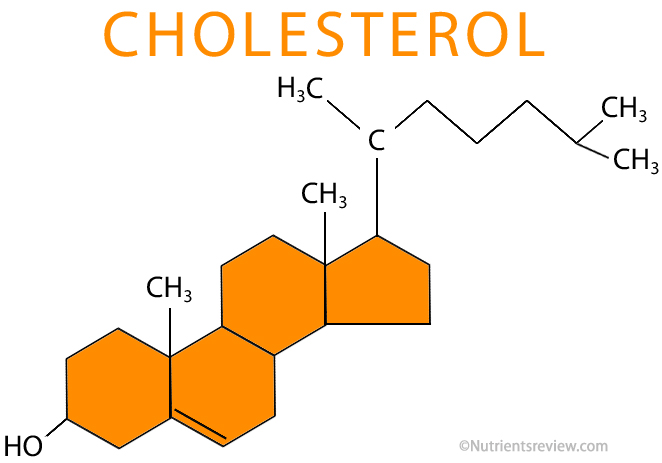 CHOLESTEROL
H₃C
CH₃
C
CH₃
CH₃
CH₃
HO
©Nutrientsreview.com